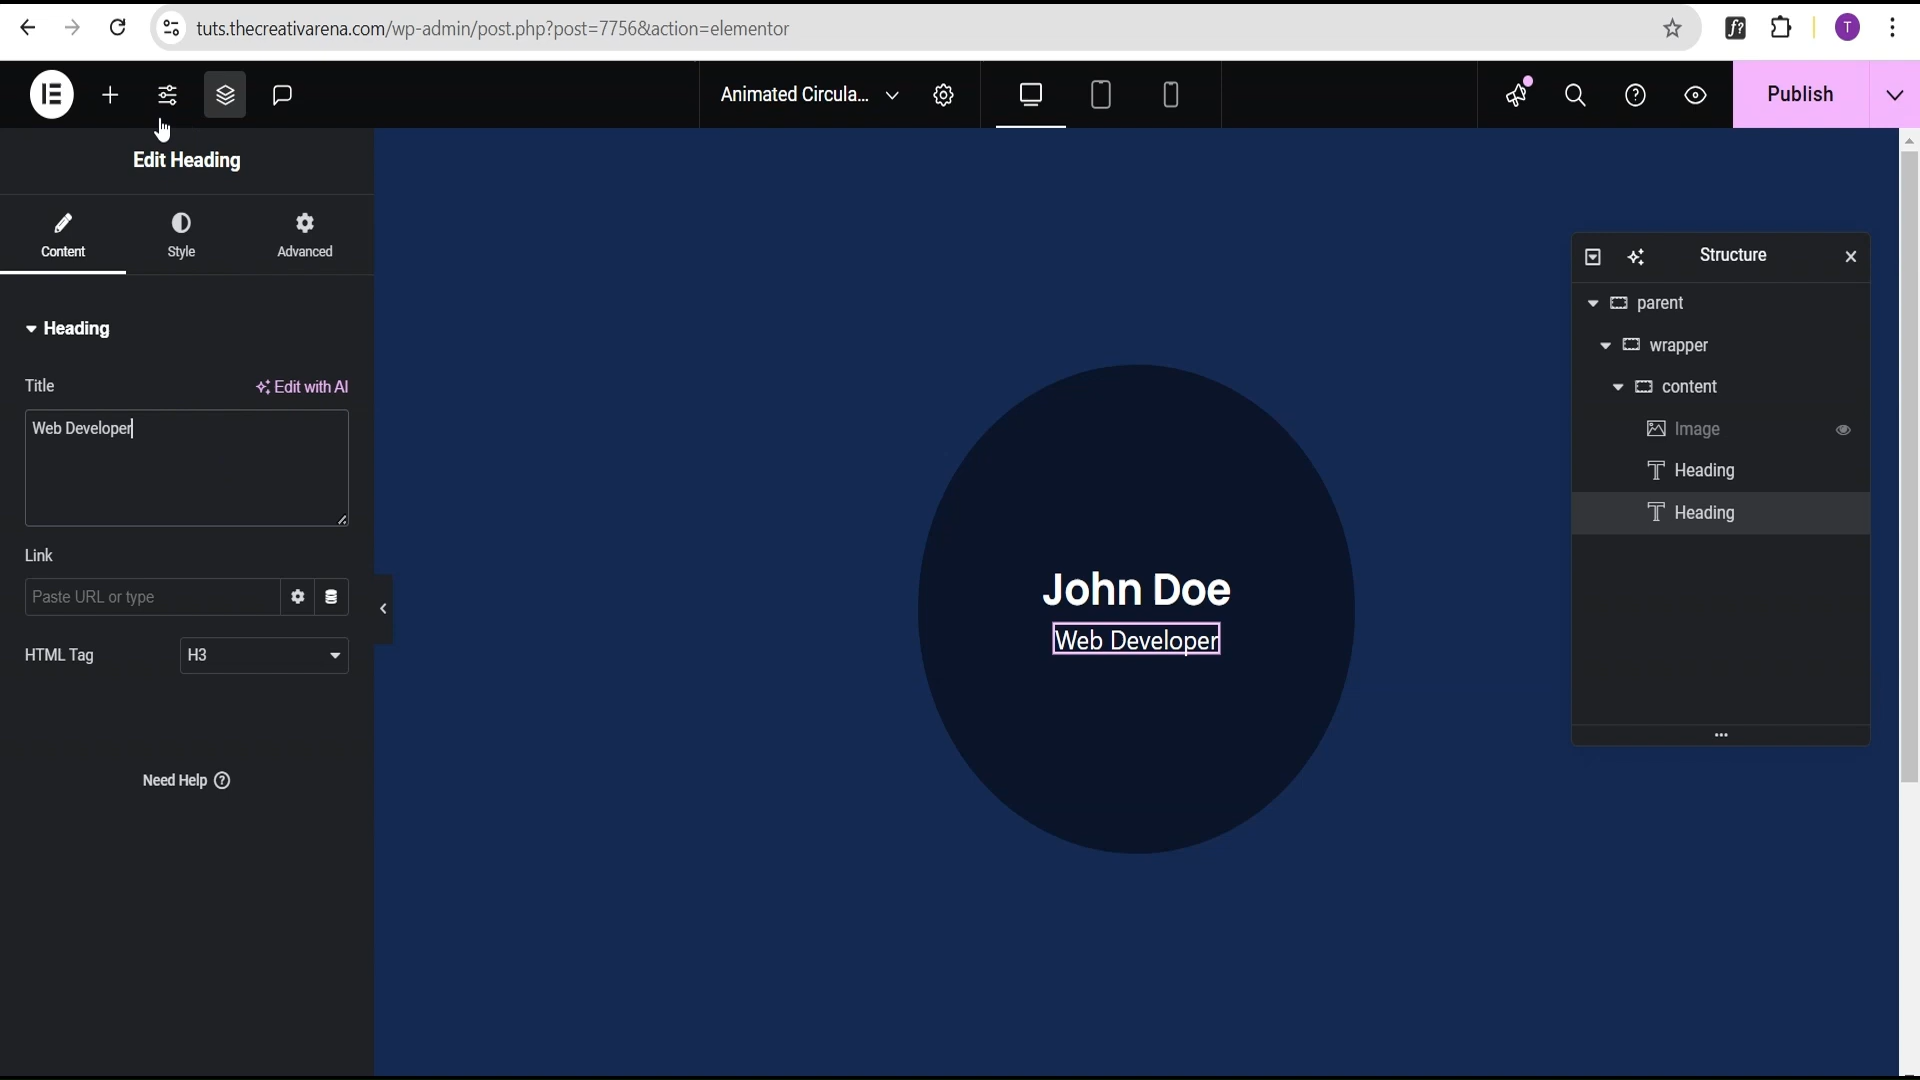 tuts.thecreativarena.com/wp-admin/post.php?post=7756&action=elementor
f?
T
Animated Circula...
Publish
Edit Heading
Content
Style
Advanced
Heading
Title
Edit with AI
Web Developer
Link
Paste URL or type
HTML Tag
H3
Need Help
John Doe
Web Developer
Structure
parent
wrapper
content
Image
Heading
Heading